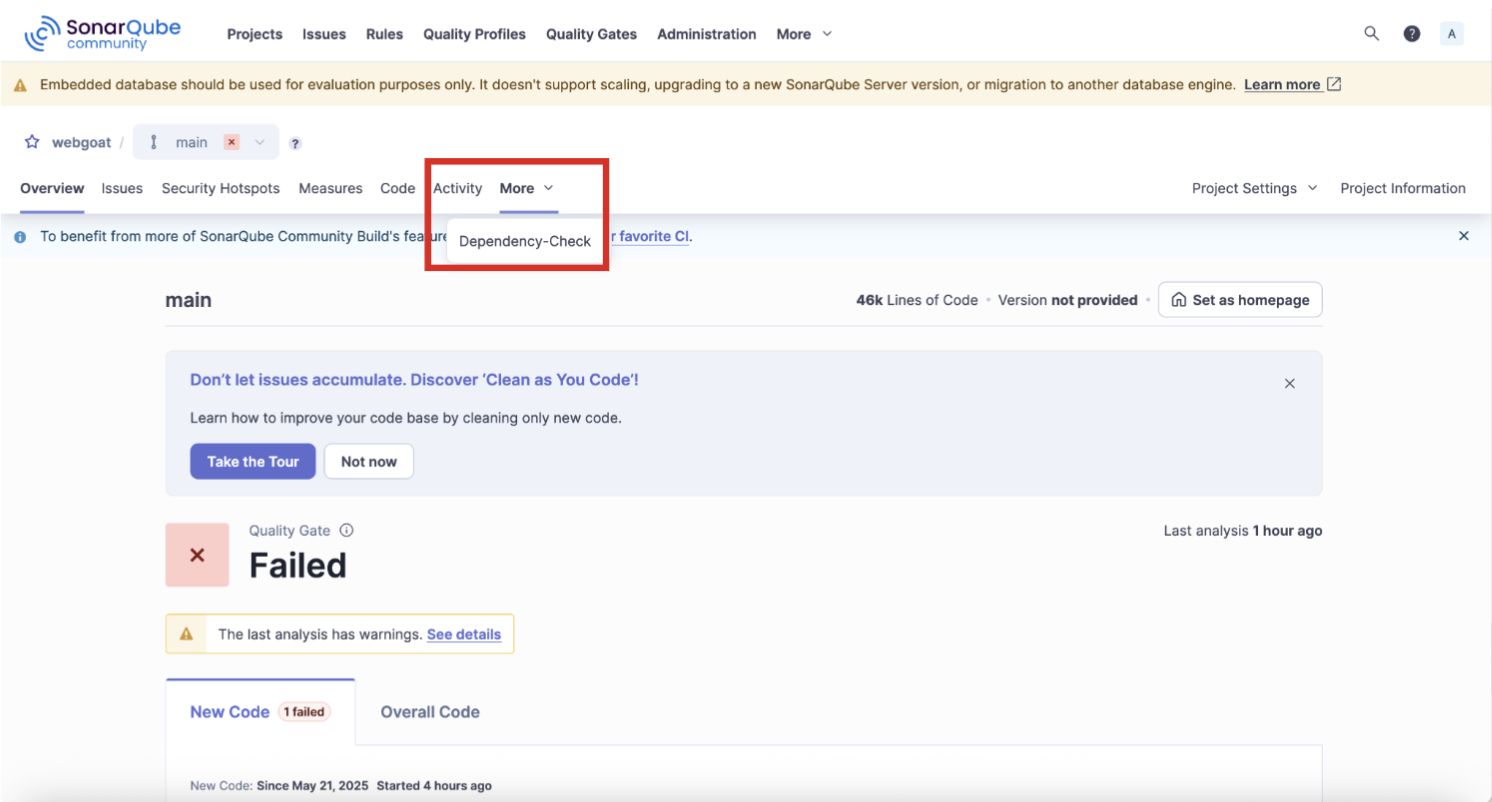 SonarQube community
Projects Issues Rules Quality Profiles Quality Gates Administration More ? A
Embedded database should be used for evaluation purposes only. It doesn't support scaling, upgrading to a new SonarQube Server version, or migration to another database engine. Learn more
webgoat / main ?
Overview Issues Security Hotspots Measures Code Activity More Project Settings Project Information
To benefit from more of SonarQube Community Build's r favorite CI.
Dependency-Check
main 46k Lines of Code • Version not provided • Set as homepage
Don’t let issues accumulate. Discover ‘Clean as You Code’!
Learn how to improve your code base by cleaning only new code.
Take the Tour Not now
Quality Gate Last analysis 1 hour ago
Failed
The last analysis has warnings. See details
New Code 1 failed Overall Code
New Code: Since May 21, 2025 Started 4 hours ago